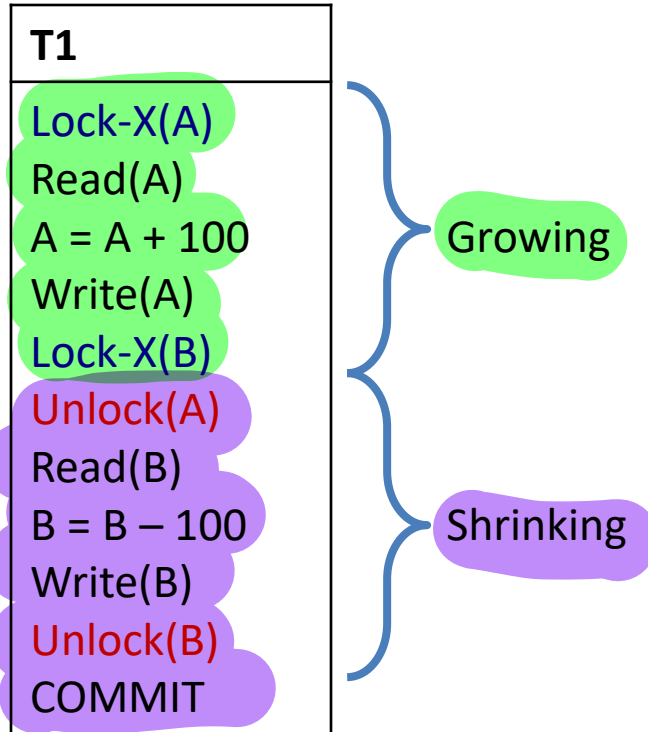 T1
Lock-X(A)
Read(A)
A = A + 100
Write(A)
Lock-X(B)
Unlock(A)
Read(B)
B = B – 100
Write(B)
Unlock(B)
COMMIT
Growing
Shrinking